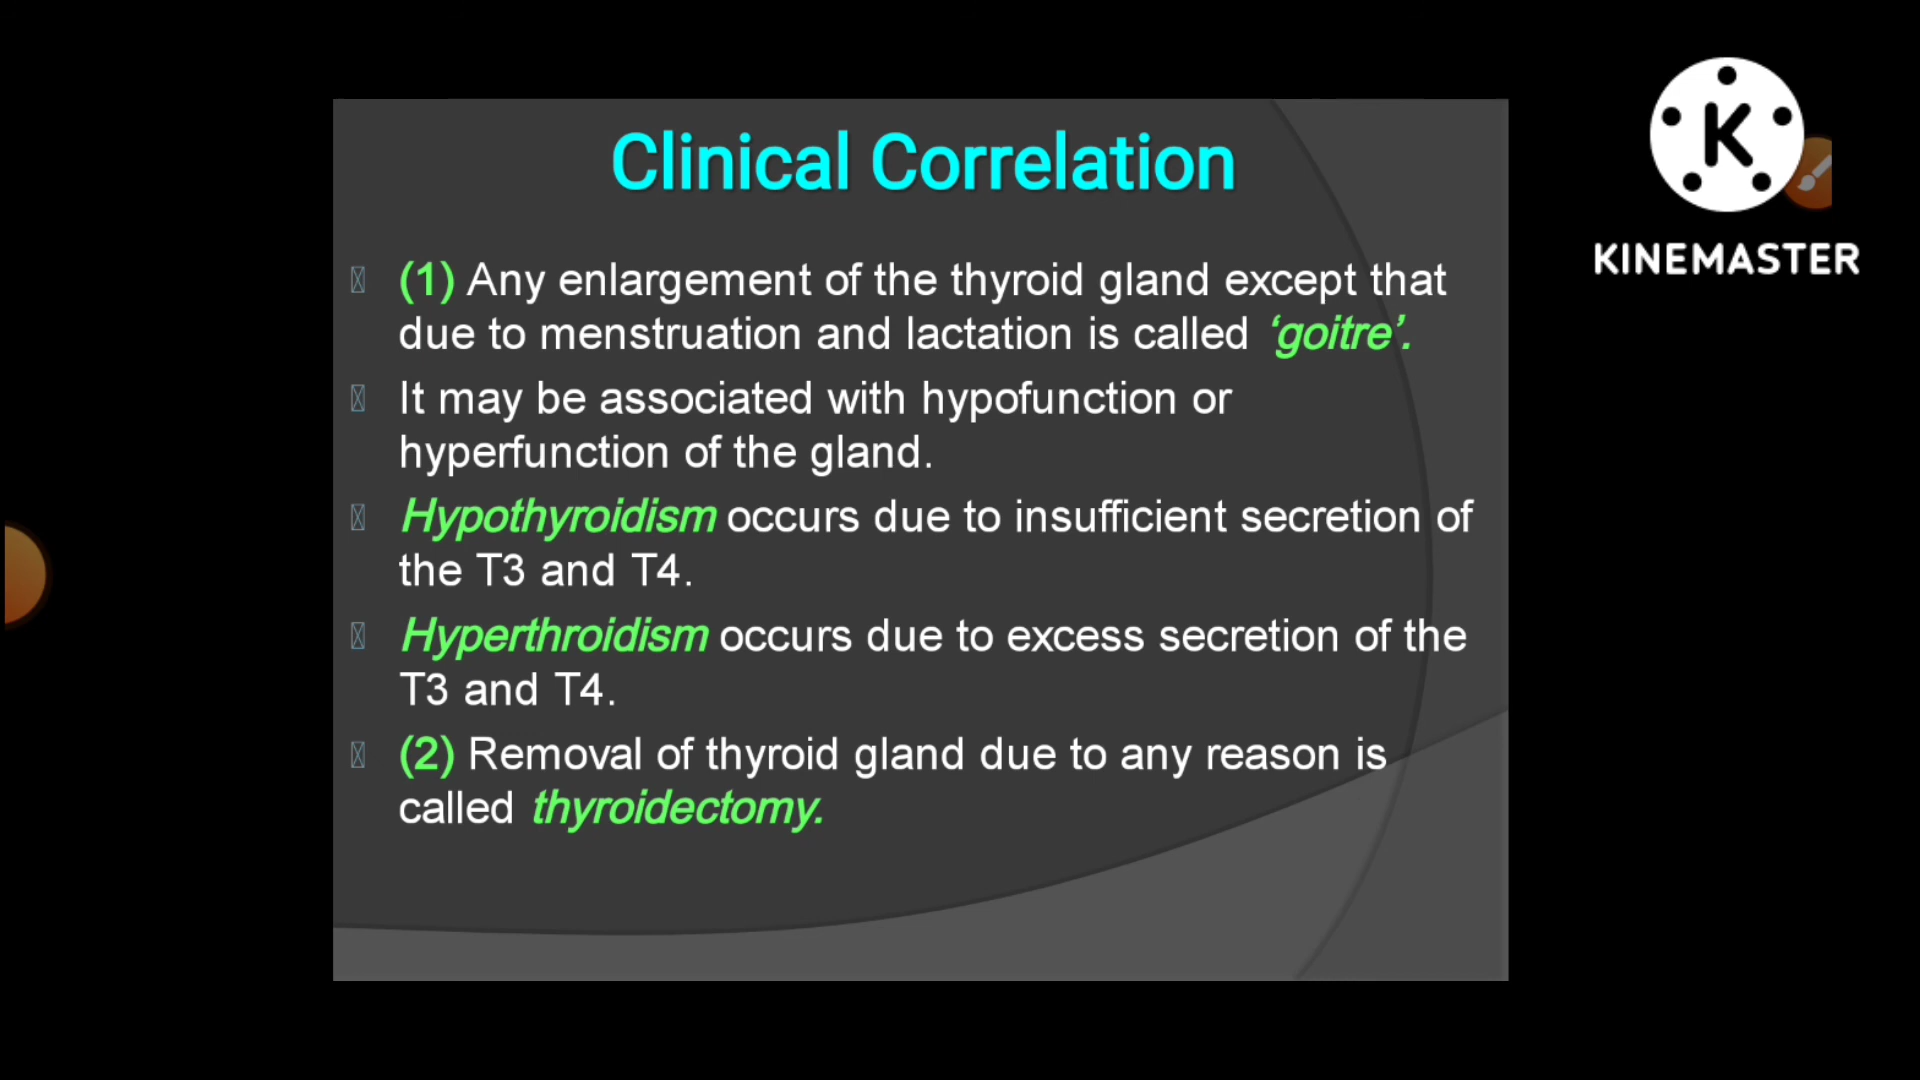 Clinical Correlation
(1) Any enlargement of the thyroid gland except that
due to menstruation and lactation is called ‘goitre’.
It may be associated with hypofunction or
hyperfunction of the gland.
Hypothyroidism occurs due to insufficient secretion of
the T3 and T4.
Hyperthroidism occurs due to excess secretion of the
T3 and T4.
(2) Removal of thyroid gland due to any reason is
called thyroidectomy.
K
KINEMASTER